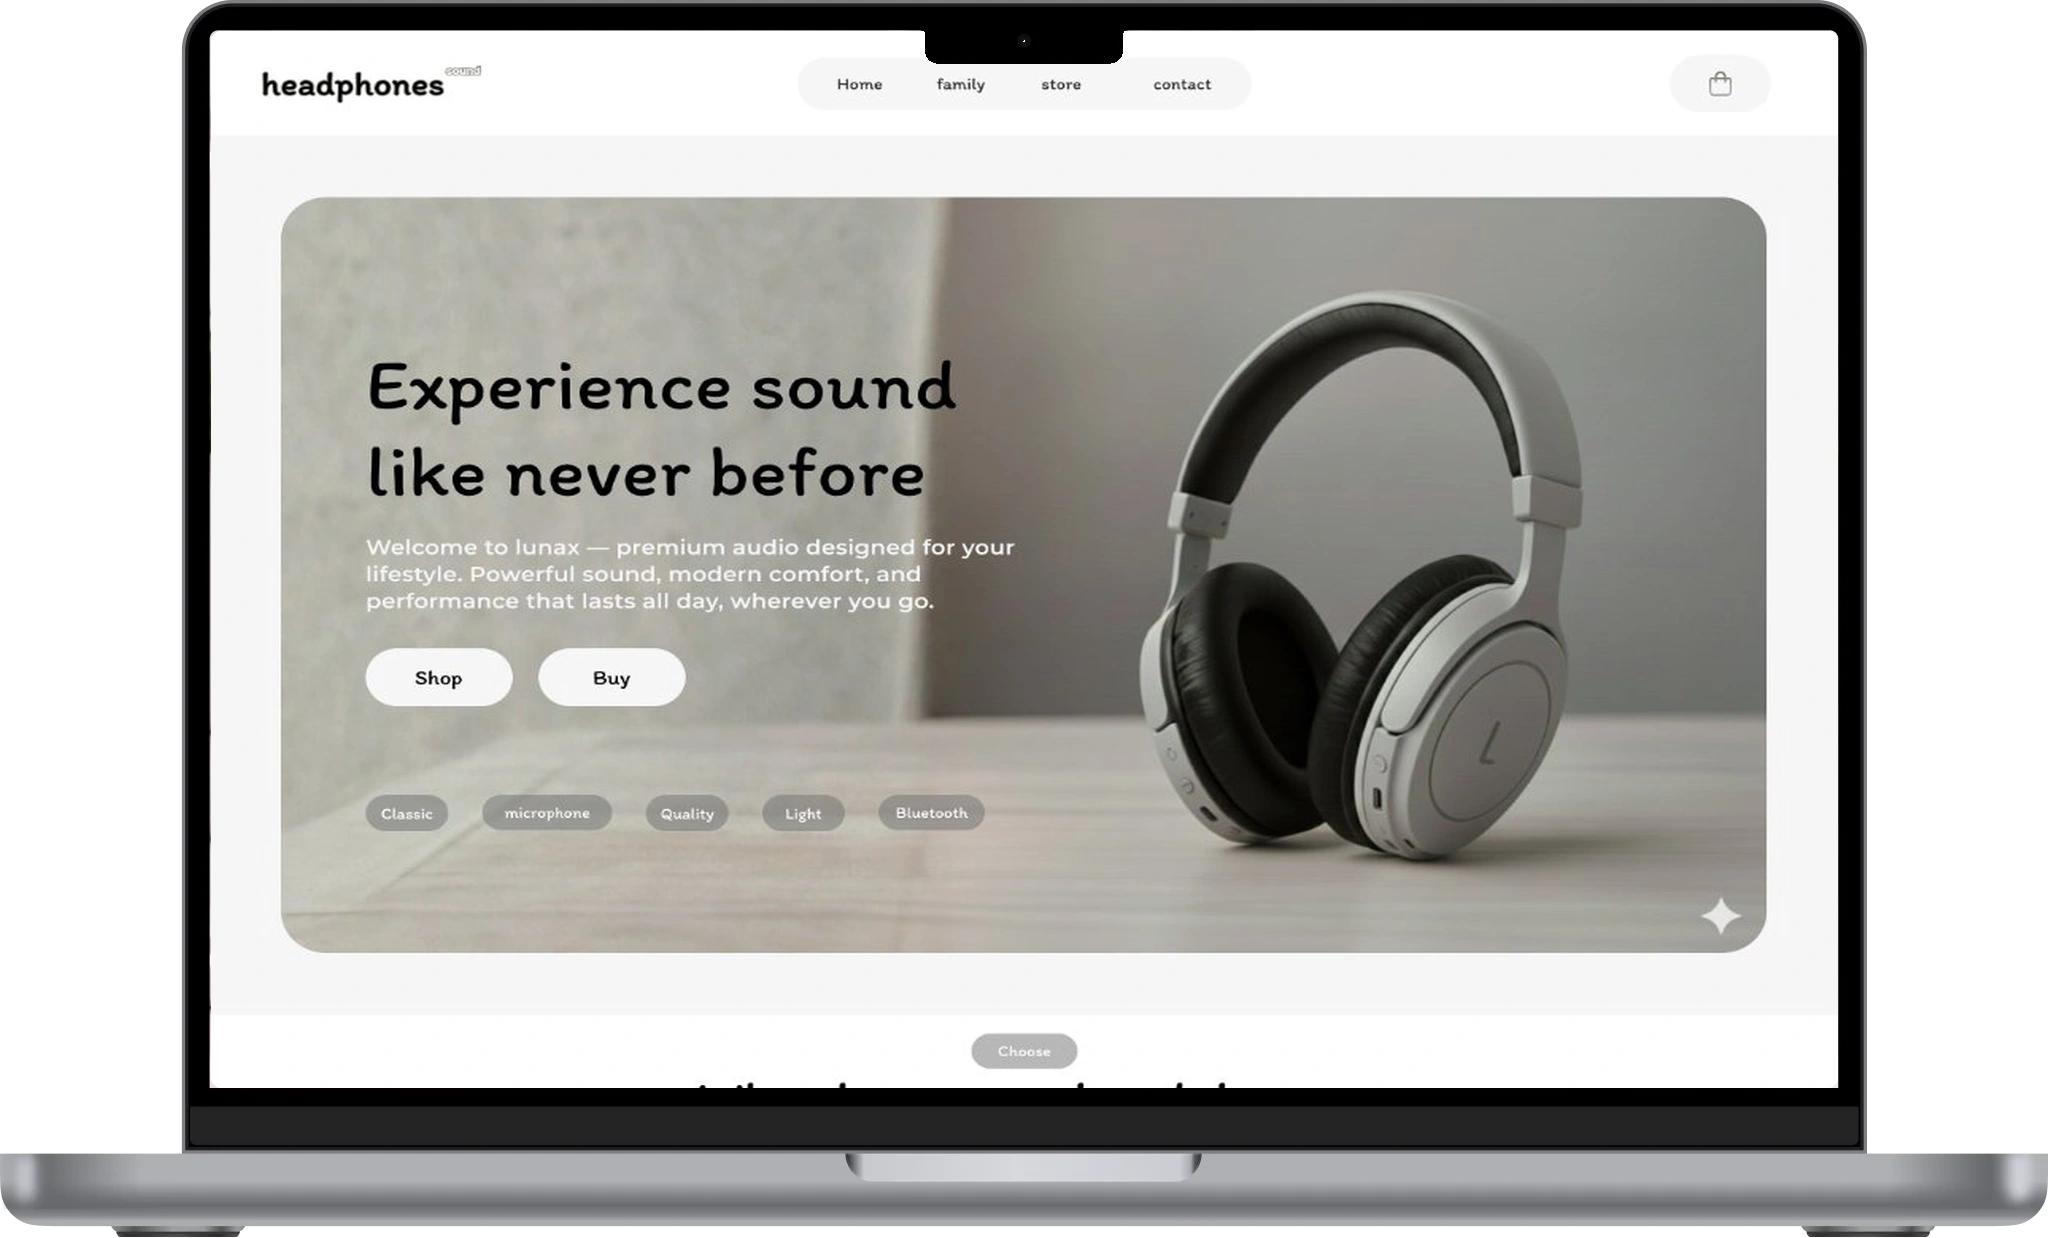 headphones sound
Home family store contact
Experience sound
like never before
Welcome to lunax — premium audio designed for your
lifestyle. Powerful sound, modern comfort, and
performance that lasts all day, wherever you go.
Shop Buy
L
Classic microphone Quality Light Bluetooth
Choose